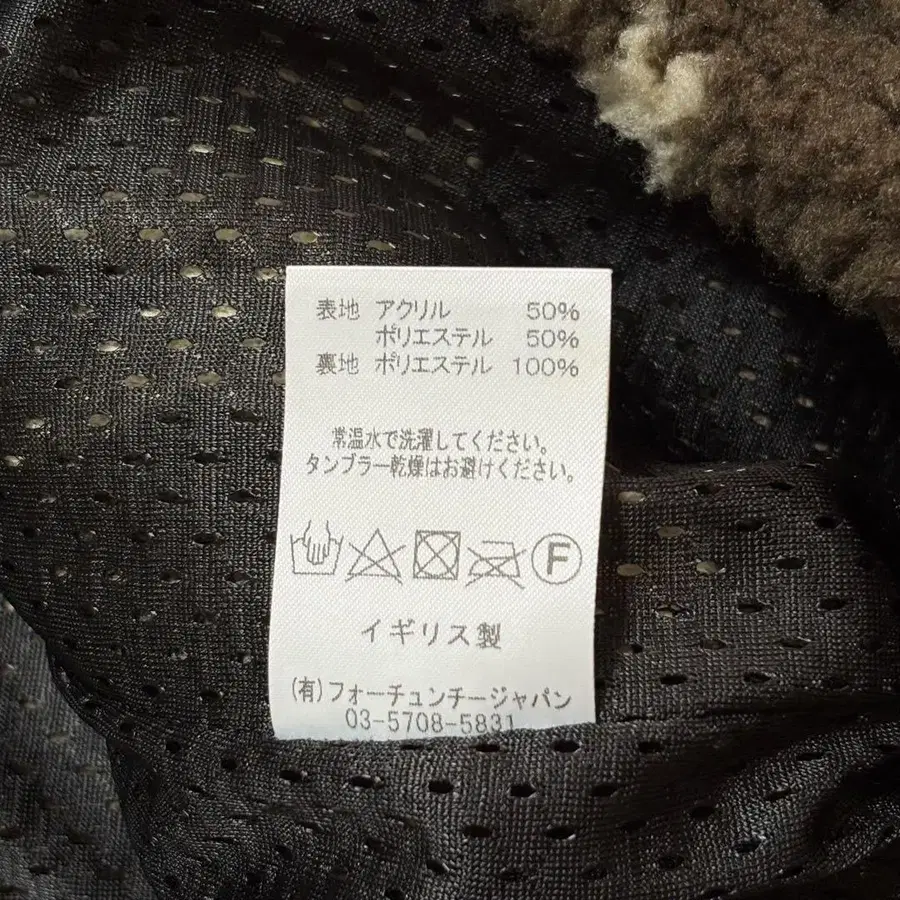 表地 アクリル 50%
ポリエステル 50%
裏地 ポリエステル 100%
常温水で洗濯してください。
タンブラー乾燥はお避けください。
F
イギリス製
(有)フォーチュンチージャパン
03-5708-5831